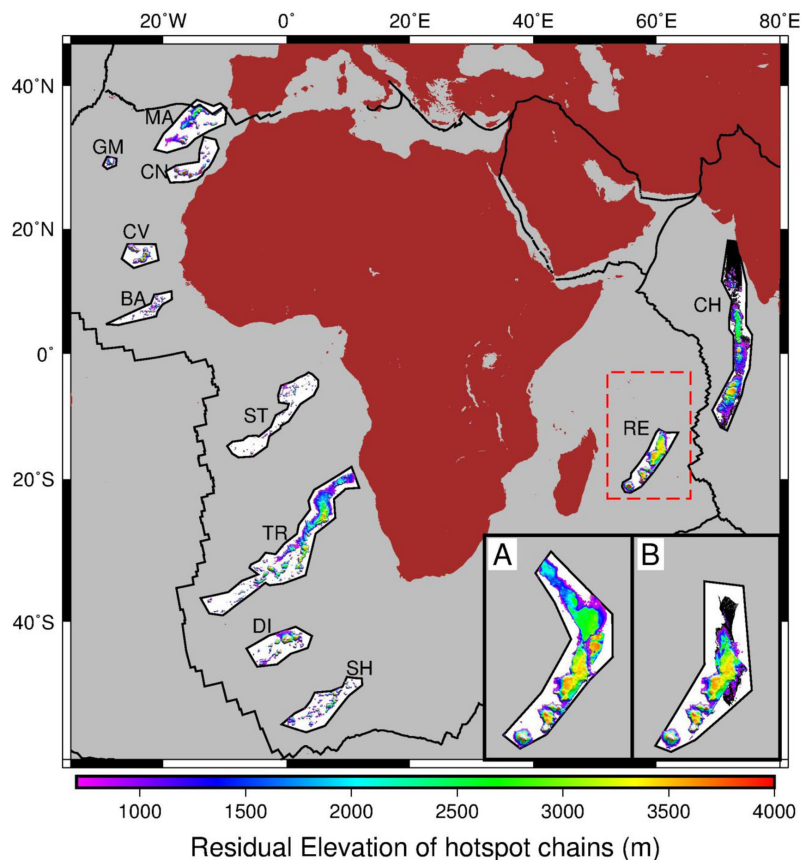 20˚W 0˚ 20˚E 40˚E 60˚E 80˚E
40˚N
MA
GM
CN
20˚N
CV
BA
CH
0˚
ST
RE
20˚S
TR
A B
40˚S
DI
SH
1000 1500 2000 2500 3000 3500 4000
Residual Elevation of hotspot chains (m)